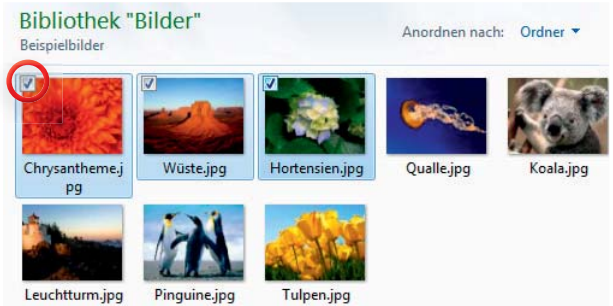 Bibliothek "Bilder"
Beispielbilder
Anordnen nach: Ordner
Chrysantheme.j
pg
Wüste.jpg
Hortensien.jpg
Qualle.jpg
Koala.jpg
Leuchtturm.jpg
Pinguine.jpg
Tulpen.jpg